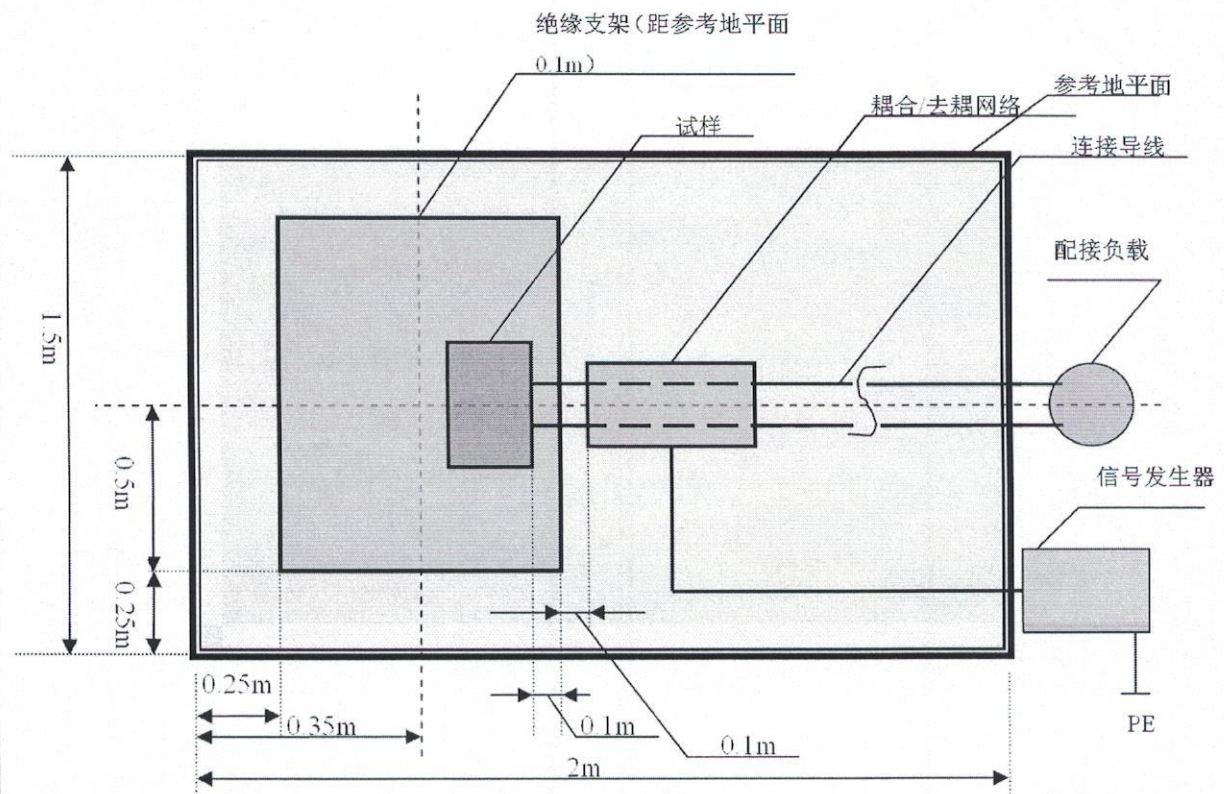 绝缘支架（距参考地平面
0.1m）
参考地平面
耦合/去耦网络
试样
连接导线
配接负载
1.5m
0.5m
信号发生器
0.25m
0.25m
0.35m
0.1m
0.1m
PE
2m